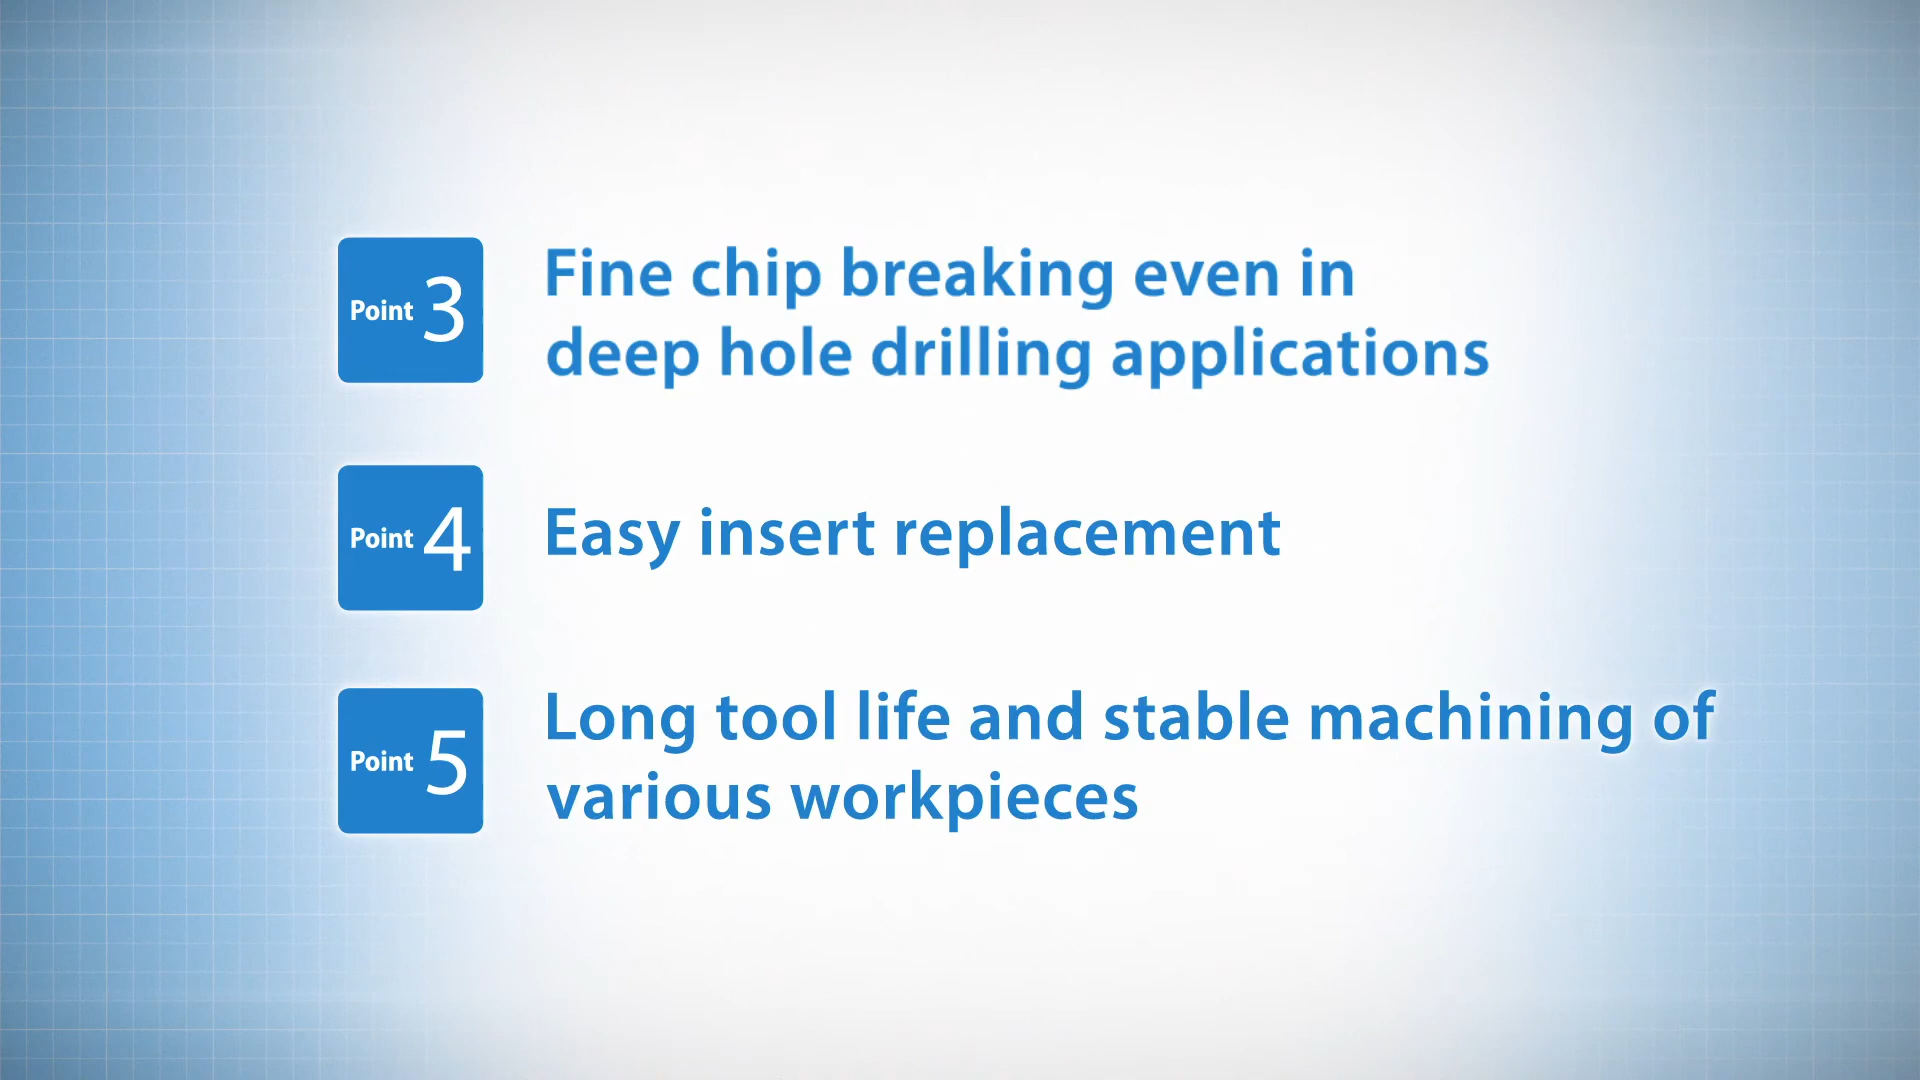 Point 3
Fine chip breaking even in
deep hole drilling applications
Point 4
Easy insert replacement
Point 5
Long tool life and stable machining of
various workpieces